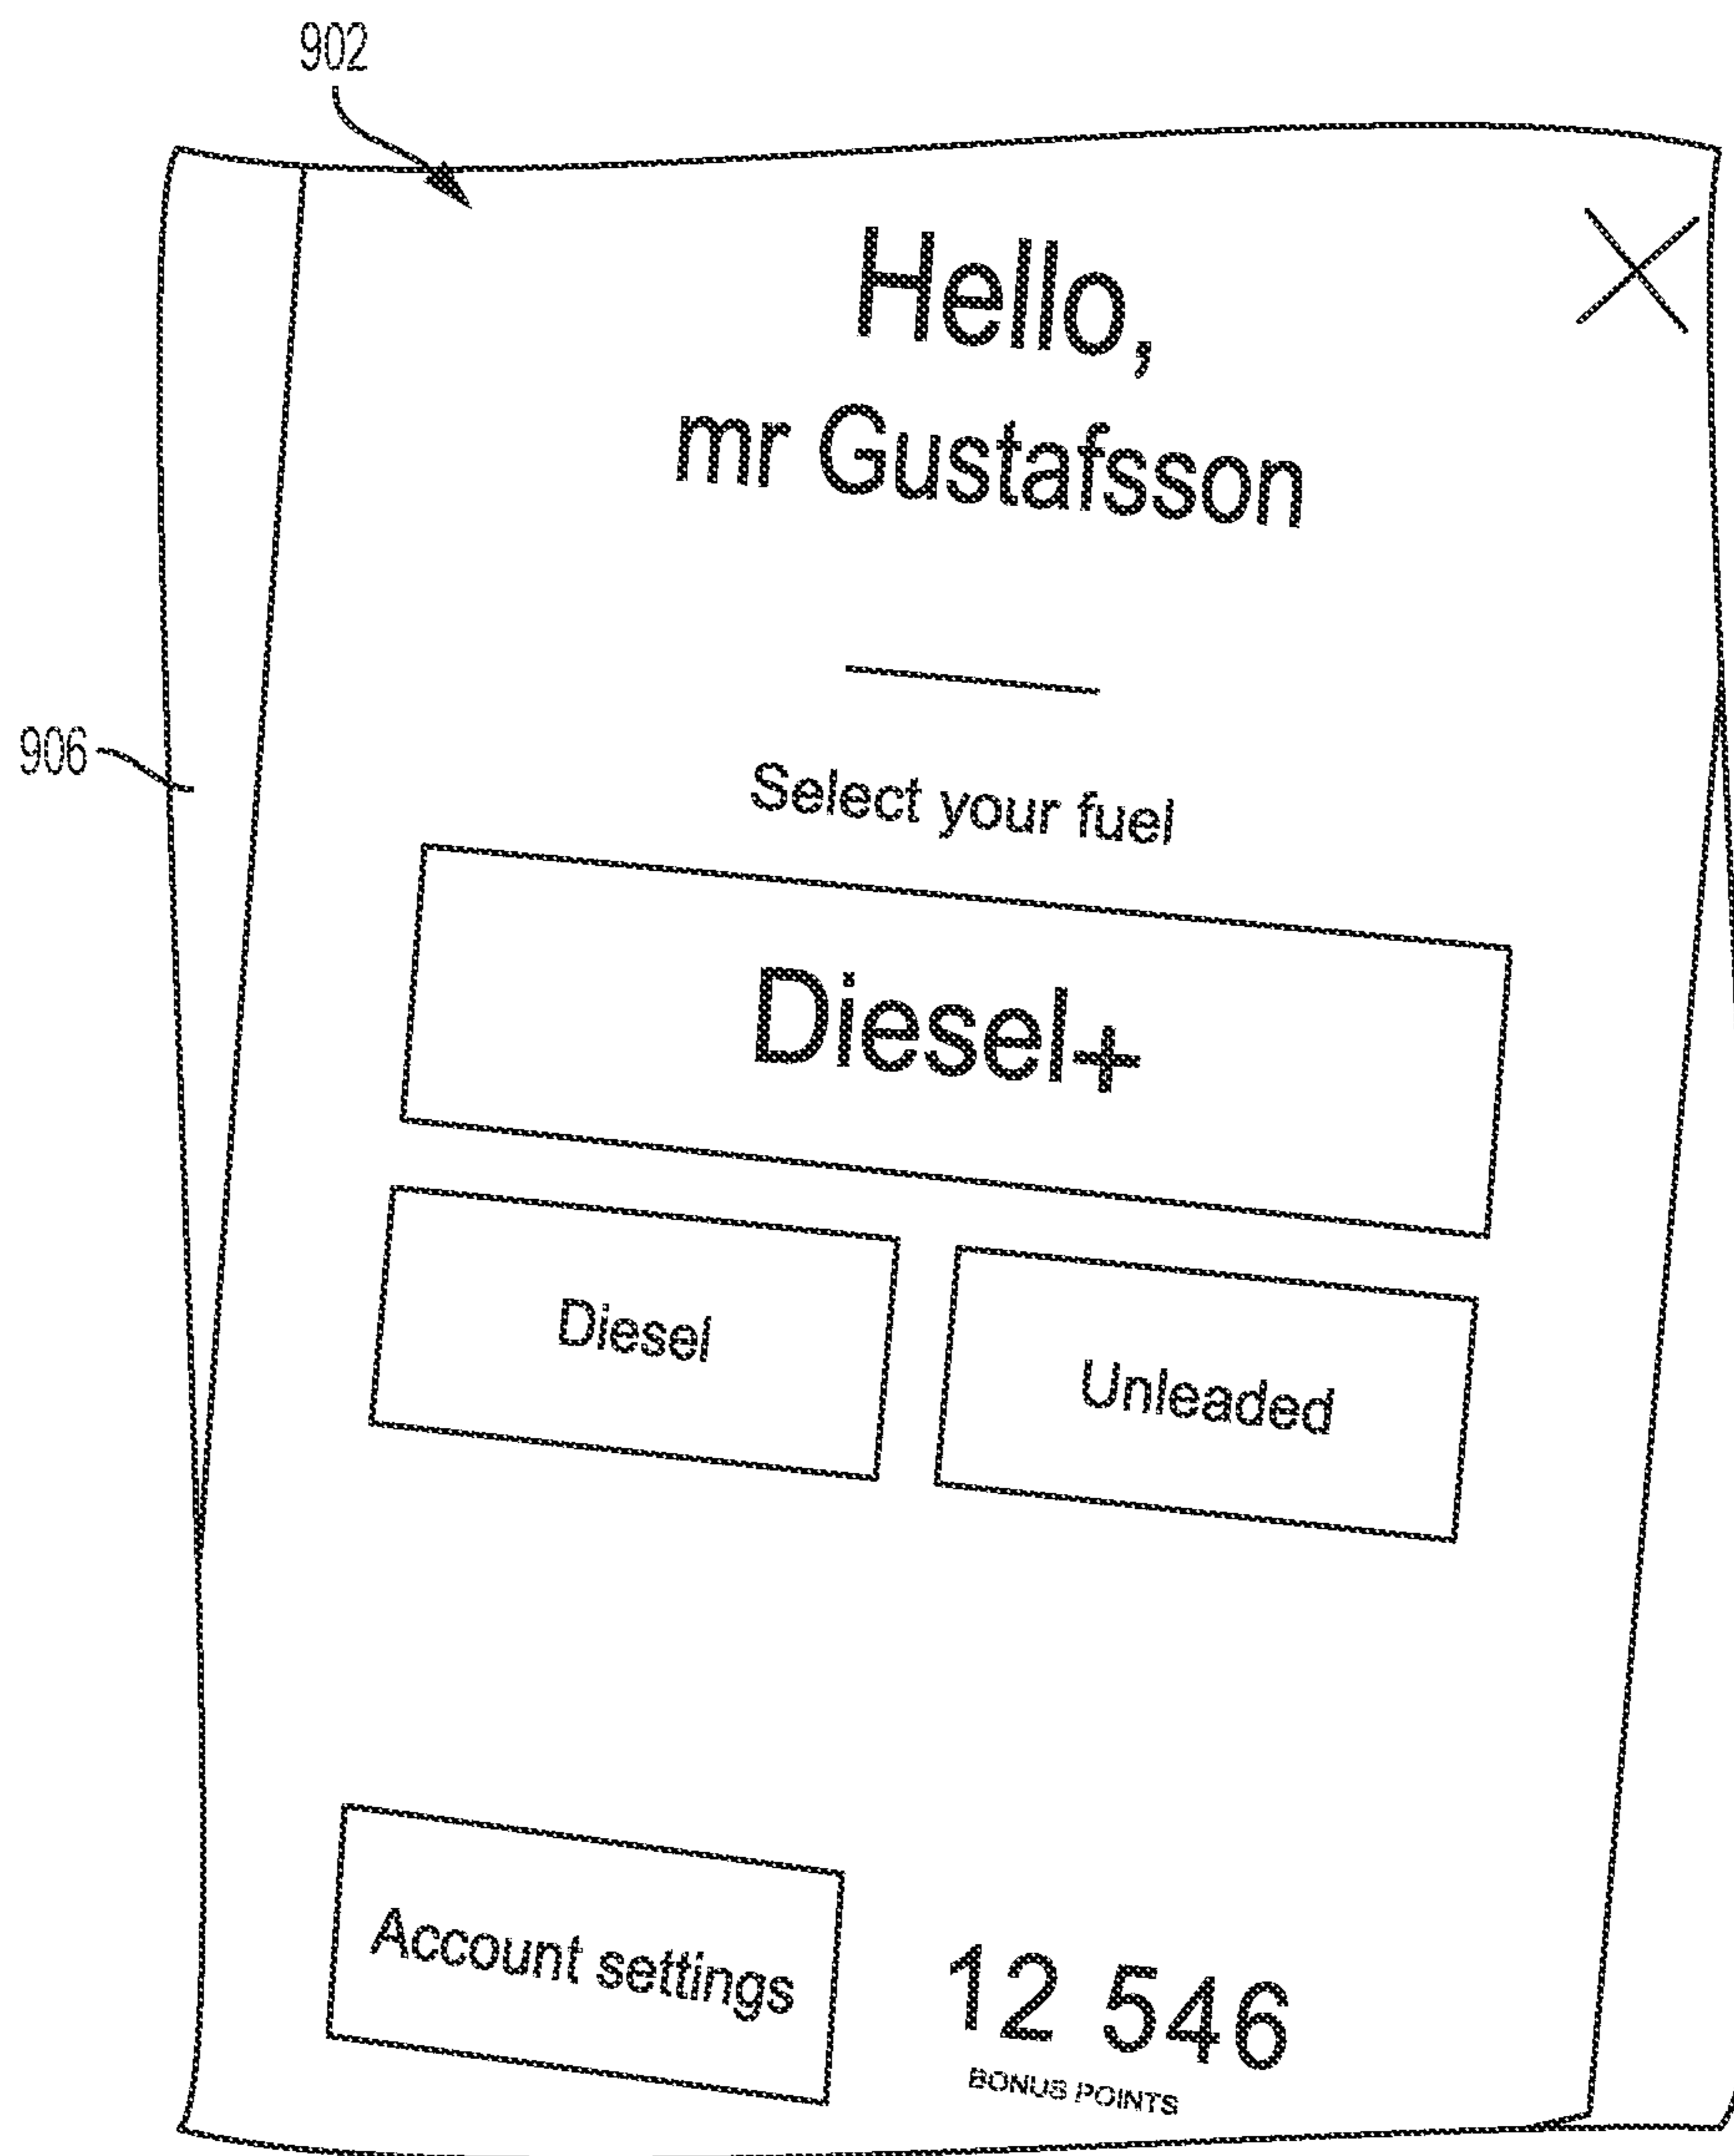 902
Hello,
mr Gustafsson
906
Select your fuel
Diesel+
Diesel
Unleaded
Account settings
12 546
BONUS POINTS